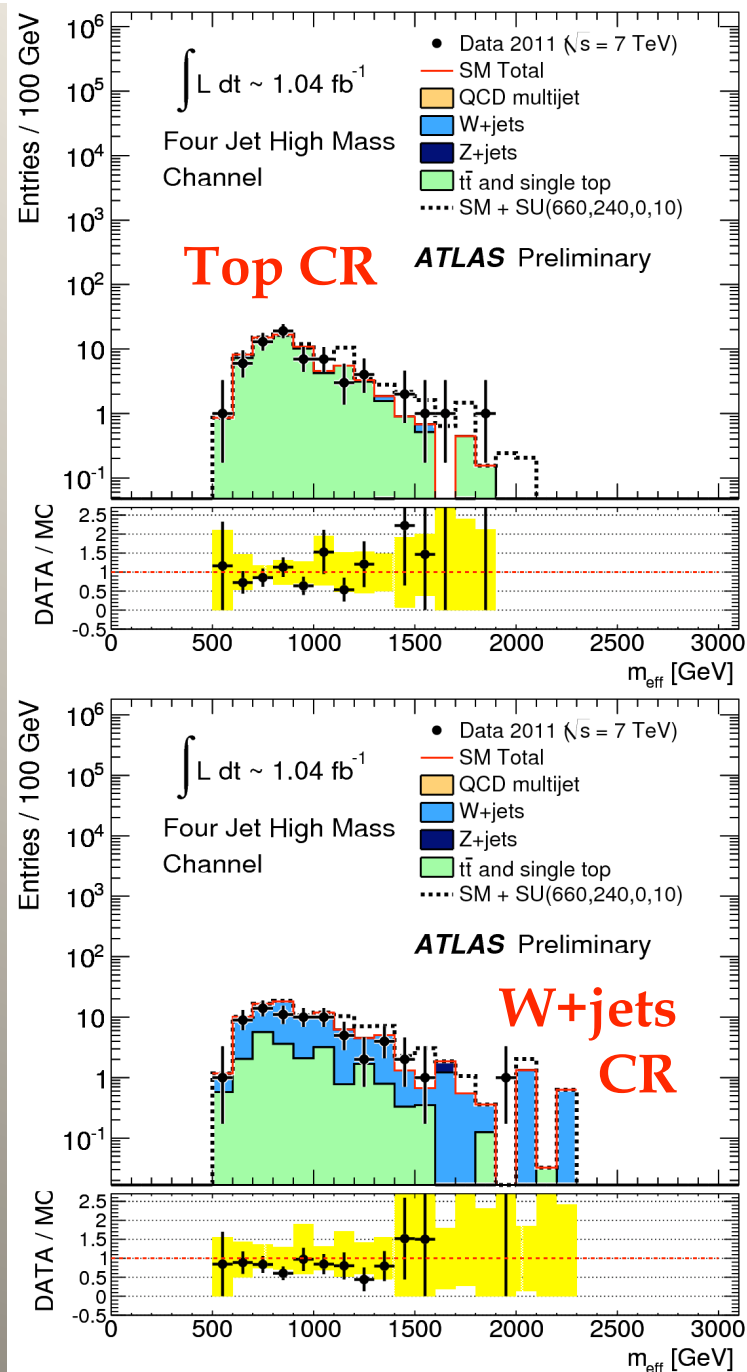 Entries / 100 GeV
10^6
10^5
10^4
10^3
10^2
10
1
10^-1
∫ L dt ~ 1.04 fb^-1
Four Jet High Mass
Channel
Data 2011 (√s = 7 TeV)
SM Total
QCD multijet
W+jets
Z+jets
tt̄ and single top
SM + SU(660,240,0,10)
ATLAS Preliminary
Top CR
DATA / MC
2.5
2
1.5
1
0.5
0
-0.5
0 500 1000 1500 2000 2500 3000
m_eff [GeV]
Entries / 100 GeV
10^6
10^5
10^4
10^3
10^2
10
1
10^-1
∫ L dt ~ 1.04 fb^-1
Four Jet High Mass
Channel
Data 2011 (√s = 7 TeV)
SM Total
QCD multijet
W+jets
Z+jets
tt̄ and single top
SM + SU(660,240,0,10)
ATLAS Preliminary
W+jets
CR
DATA / MC
2.5
2
1.5
1
0.5
0
-0.5
0 500 1000 1500 2000 2500 3000
m_eff [GeV]